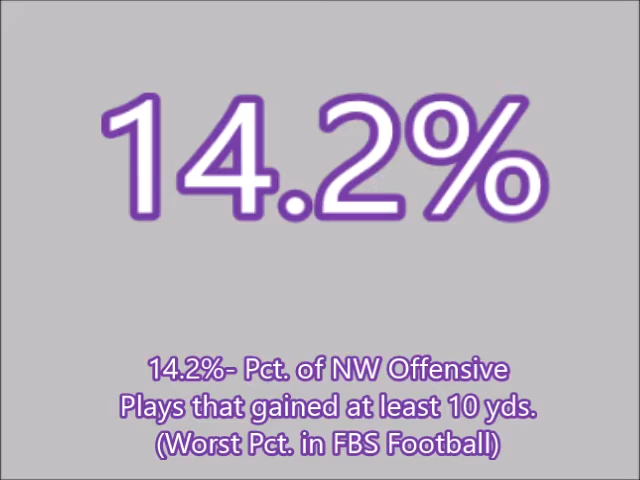 14.2%
14.2%- Pct. of NW Offensive
Plays that gained at least 10 yds.
(Worst Pct. in FBS Football)